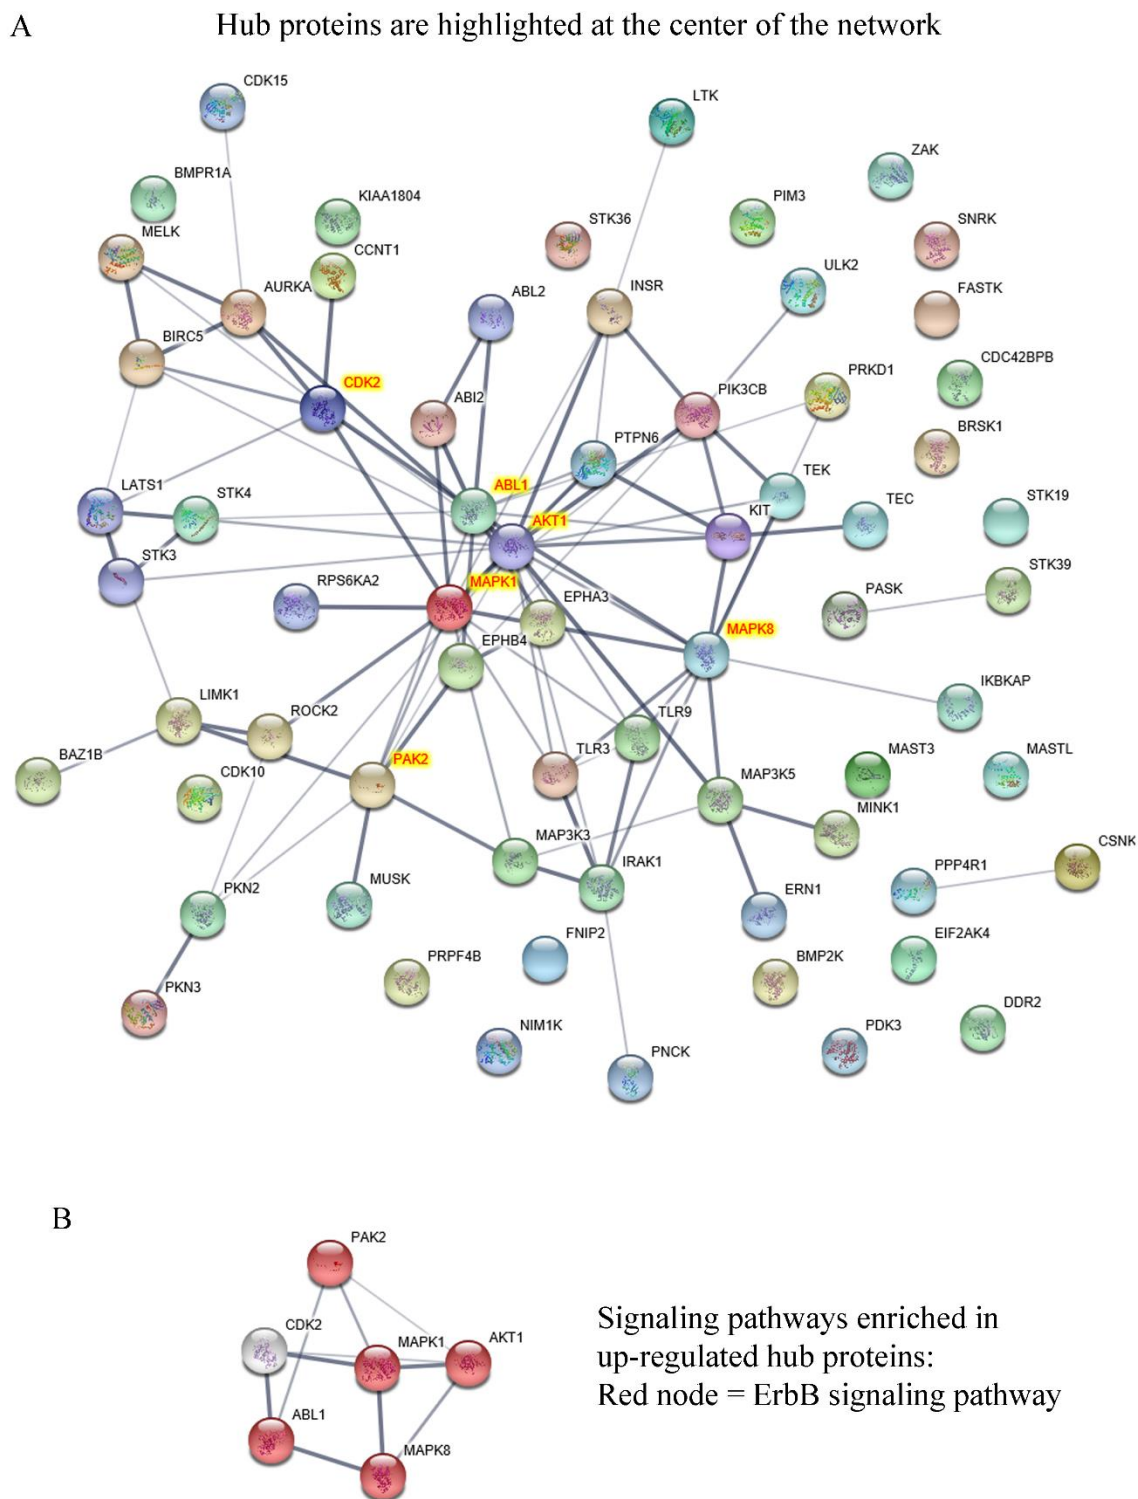 A
Hub proteins are highlighted at the center of the network
CDK15
LTK
ZAK
BMPR1A
KIAA1804
PIM3
STK36
SNRK
MELK
CCNT1
AURKA
ABL2
INSR
ULK2
FASTK
BIRC5
CDC42BPB
CDK2
ABI2
PIK3CB
PRKD1
PTPN6
BRSK1
LATS1
STK4
ABL1
TEK
AKT1
KIT
TEC
STK19
STK3
RPS6KA2
MAPK1
EPHA3
PASK
STK39
MAPK8
EPHB4
LIMK1
ROCK2
IKBKAP
TLR9
BAZ1B
CDK10
PAK2
TLR3
MAP3K5
MAST3
MASTL
MINK1
MAP3K3
IRAK1
CSNK
PKN2
MUSK
ERN1
PPP4R1
FNIP2
PRPF4B
BMP2K
EIF2AK4
PKN3
NIM1K
PNCK
PDK3
DDR2
B
PAK2
CDK2
MAPK1
AKT1
ABL1
MAPK8
Signaling pathways enriched in
up-regulated hub proteins:
Red node = ErbB signaling pathway